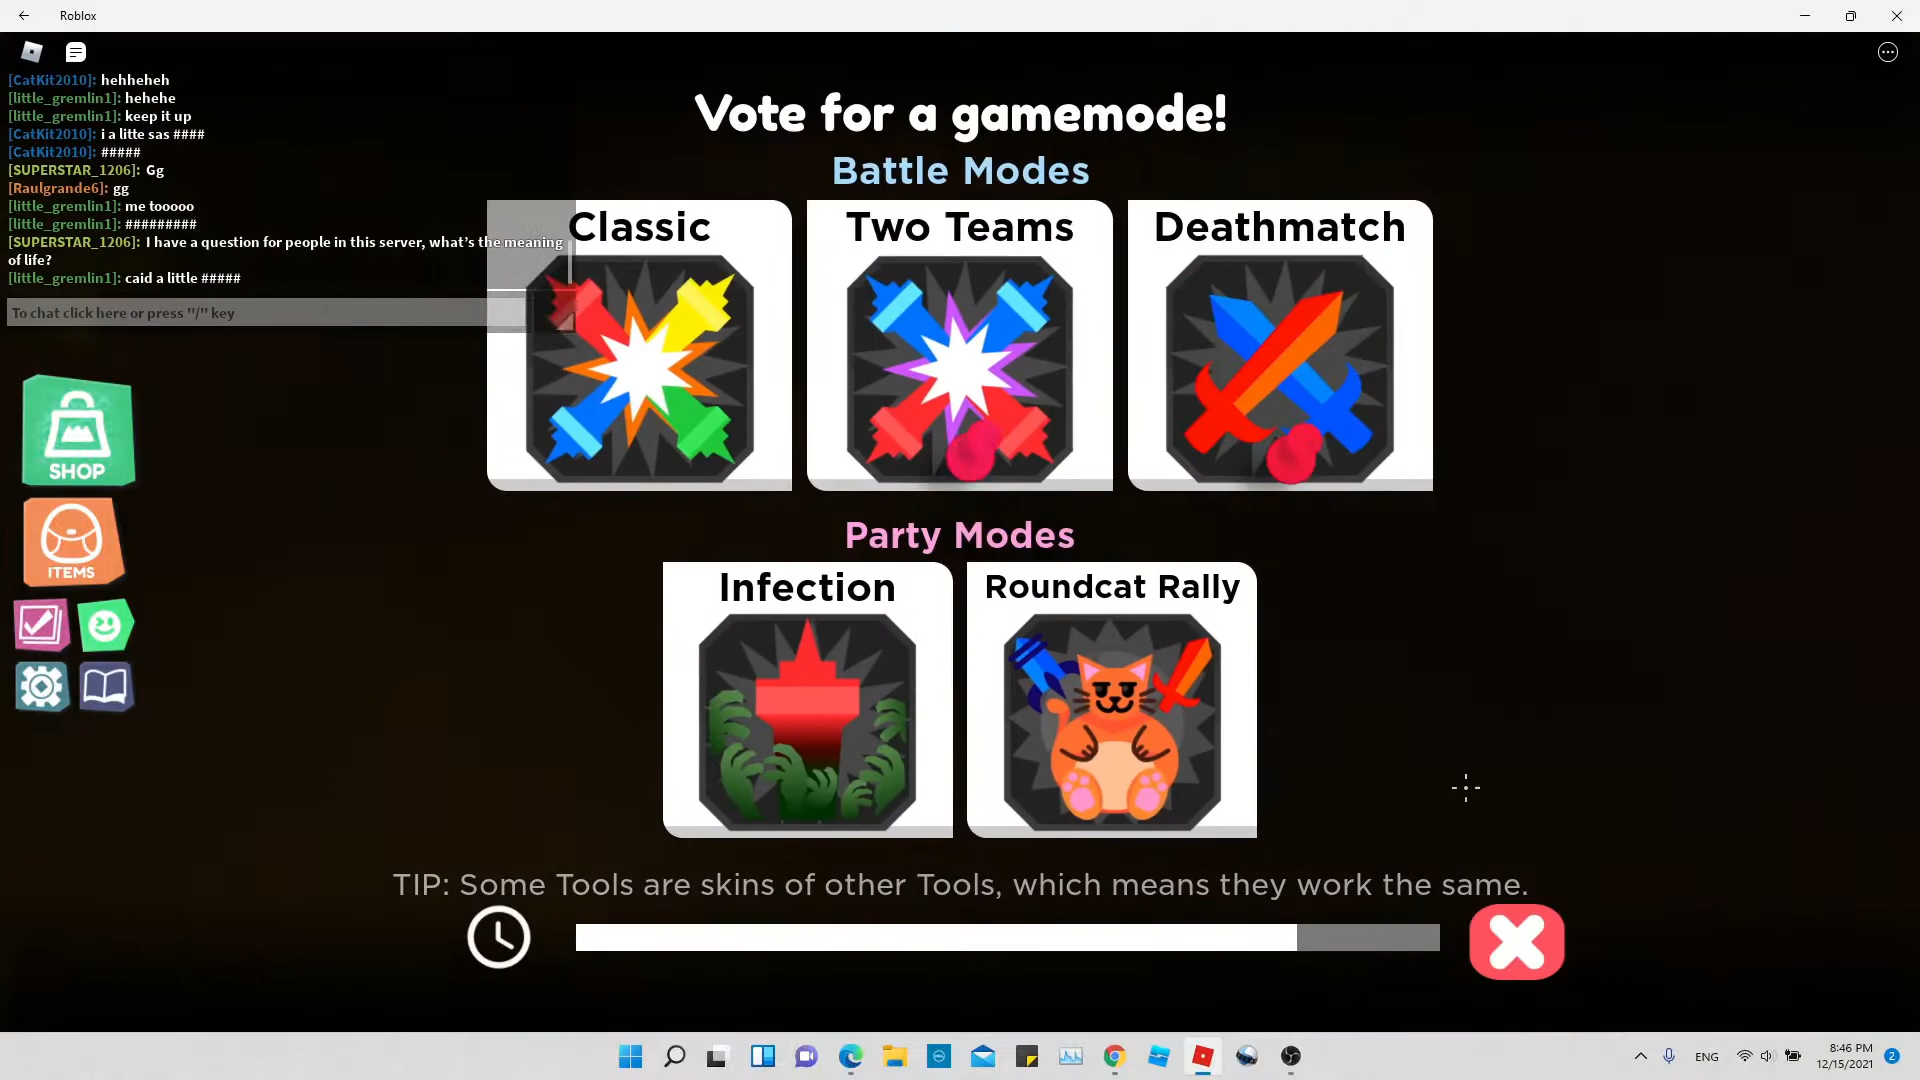 Roblox
[CatKit2010]: hehheheh
[little_gremlin1]: hehehe
[little_gremlin1]: keep it up
[CatKit2010]: i a litte sas ####
[CatKit2010]: #####
[SUPERSTAR_1206]: Gg
[Raulgrande6]: gg
[little_gremlin1]: me tooooo
[little_gremlin1]: #########
[SUPERSTAR_1206]: I have a question for people in this server, what's the meaning
of life?
[little_gremlin1]: caid a little #####
To chat click here or press "/" key
SHOP
ITEMS
Vote for a gamemode!
Battle Modes
Classic
Two Teams
Deathmatch
Party Modes
Infection
Roundcat Rally
TIP: Some Tools are skins of other Tools, which means they work the same.
ENG
8:46 PM
12/15/2021
2